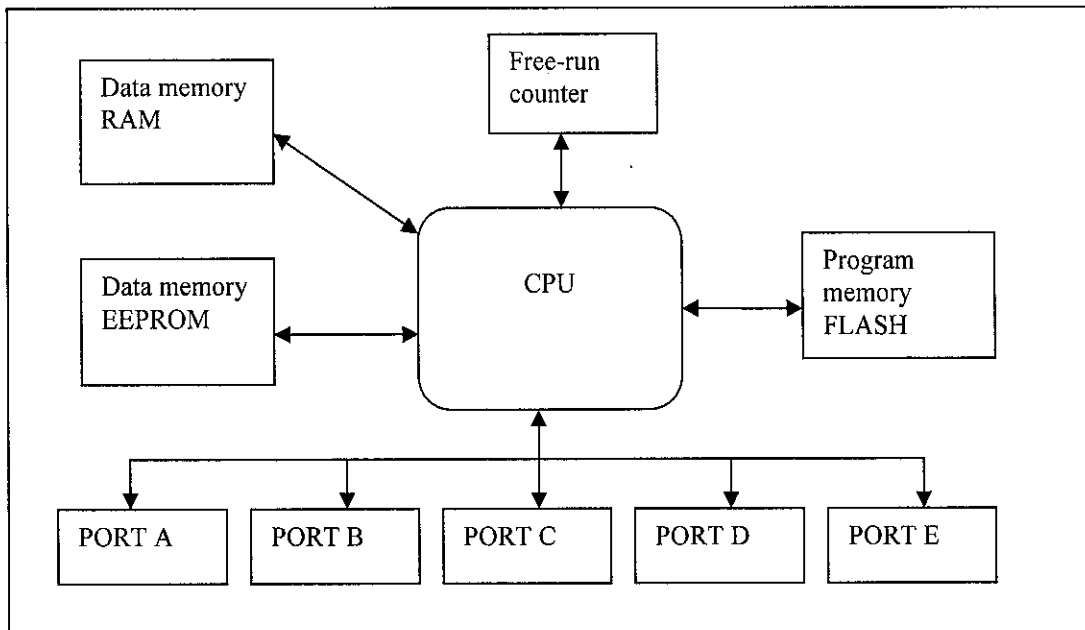 Free-run
counter
Data memory
RAM
CPU
Data memory
EEPROM
Program
memory
FLASH
PORT A
PORT B
PORT C
PORT D
PORT E